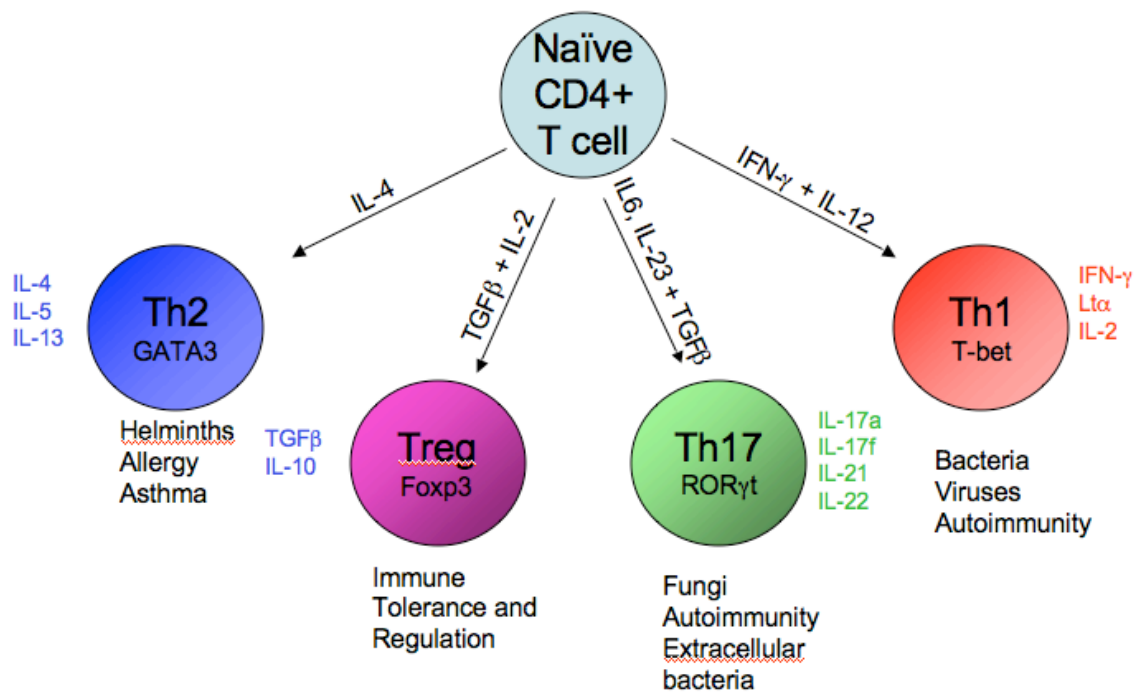 Naïve
CD4+
T cell
IL-4
TGFβ + IL-2
IL6, IL-23 + TGFβ
IFN-γ + IL-12
IL-4
IL-5
IL-13
Th2
GATA3
Helminths
Allergy
Asthma
TGFβ
IL-10
Treg
Foxp3
Immune
Tolerance and
Regulation
Th17
RORγt
IL-17a
IL-17f
IL-21
IL-22
Fungi
Autoimmunity
Extracellular
bacteria
Th1
T-bet
IFN-γ
Ltα
IL-2
Bacteria
Viruses
Autoimmunity